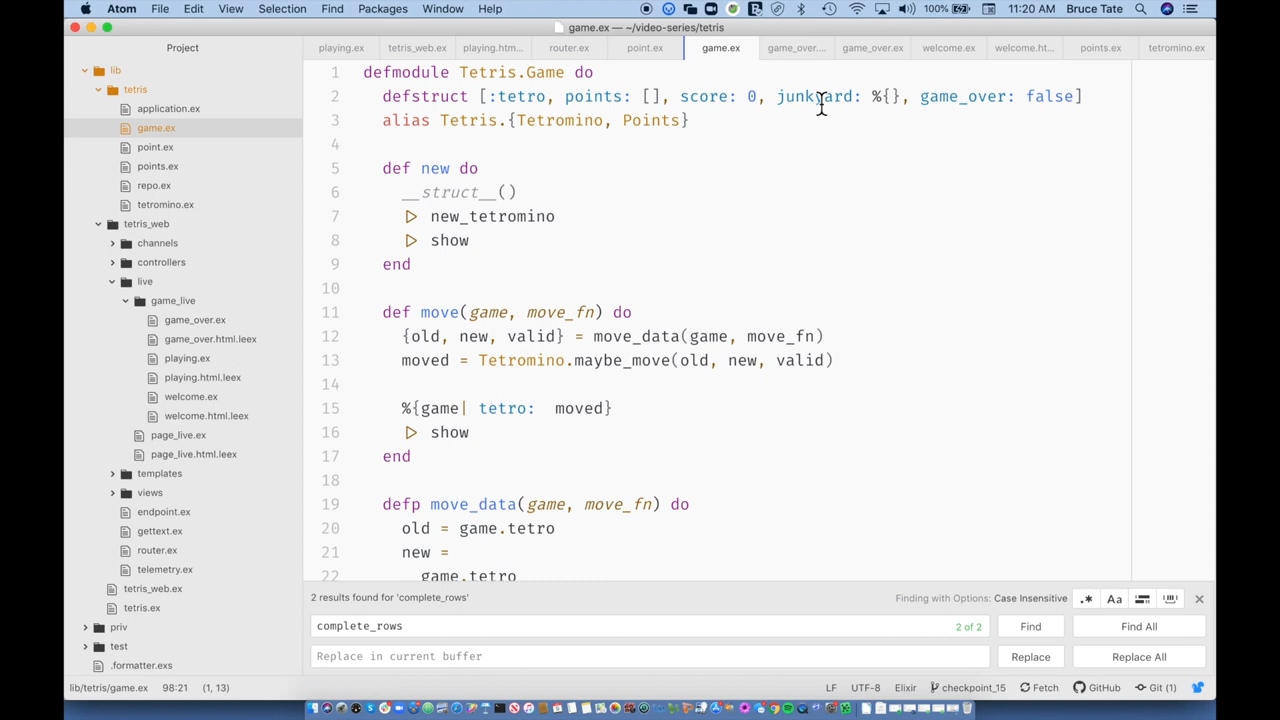 Atom File Edit View Selection Find Packages Window Help 100% 11:20 AM Bruce Tate
game.ex — ~/video-series/tetris
Project
playing.ex tetris_web.ex playing.htm... router.ex point.ex game.ex game_over.... game_over.ex welcome.ex welcome.ht... points.ex tetromino.ex
lib
tetris
application.ex
game.ex
point.ex
points.ex
repo.ex
tetromino.ex
tetris_web
channels
controllers
live
game_live
game_over.ex
game_over.html.leex
playing.ex
playing.html.leex
welcome.ex
welcome.html.leex
page_live.ex
page_live.html.leex
templates
views
endpoint.ex
gettext.ex
router.ex
telemetry.ex
tetris_web.ex
tetris.ex
priv
test
.formatter.exs
1 defmodule Tetris.Game do
2 defstruct [:tetro, points: [], score: 0, junkyard: %{}, game_over: false]
3 alias Tetris.{Tetromino, Points}
4
5 def new do
6 __struct__()
7 |> new_tetromino
8 |> show
9 end
10
11 def move(game, move_fn) do
12 {old, new, valid} = move_data(game, move_fn)
13 moved = Tetromino.maybe_move(old, new, valid)
14
15 %{game| tetro:  moved}
16 |> show
17 end
18
19 defp move_data(game, move_fn) do
20 old = game.tetro
21 new =
22 game.tetro
2 results found for 'complete_rows' Finding with Options: Case Insensitive .* Aa
complete_rows 2 of 2 Find Find All
Replace in current buffer Replace Replace All
lib/tetris/game.ex 98:21 (1, 13) LF UTF-8 Elixir checkpoint_15 Fetch GitHub Git (1)